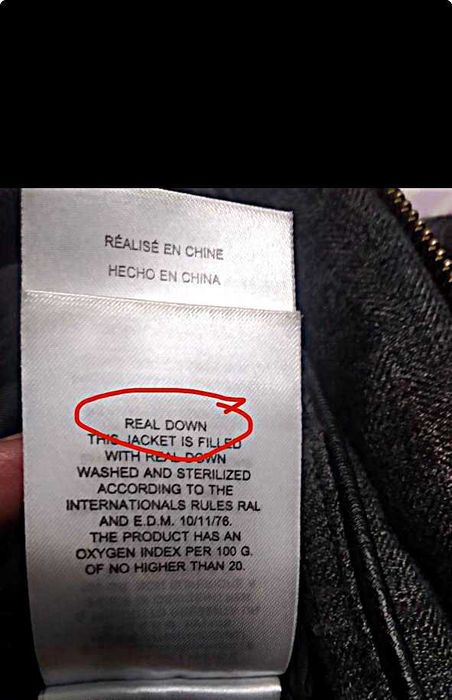 RÉALISÉ EN CHINE
HECHO EN CHINA
REAL DOWN
THIS JACKET IS FILLED
WITH REAL DOWN
WASHED AND STERILIZED
ACCORDING TO THE
INTERNATIONALS RULES RAL
AND E.D.M. 10/11/76.
THE PRODUCT HAS AN
OXYGEN INDEX PER 100 G.
OF NO HIGHER THAN 20.